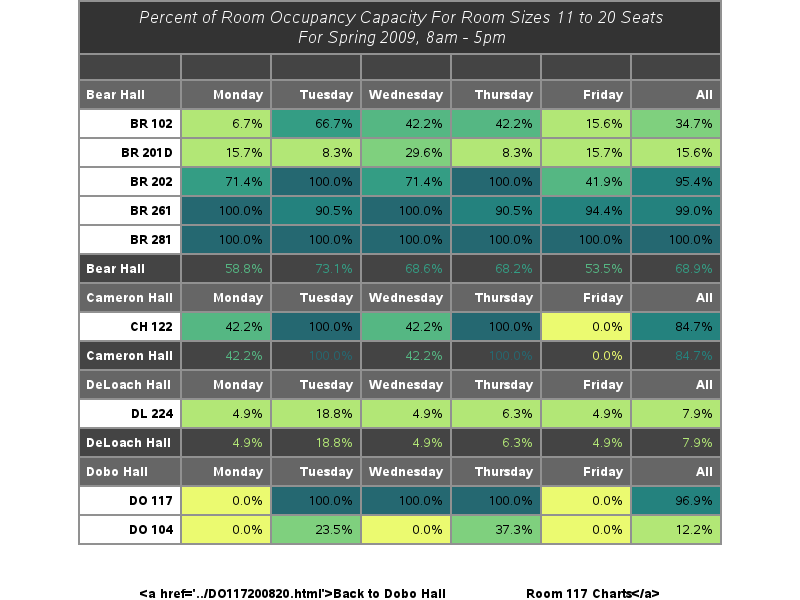 Percent of Room Occupancy Capacity For Room Sizes 11 to 20 Seats
For Spring 2009, 8am - 5pm
Bear Hall Monday Tuesday Wednesday Thursday Friday All
BR 102 6.7% 66.7% 42.2% 42.2% 15.6% 34.7%
BR 201D 15.7% 8.3% 29.6% 8.3% 15.7% 15.6%
BR 202 71.4% 100.0% 71.4% 100.0% 41.9% 95.4%
BR 261 100.0% 90.5% 100.0% 90.5% 94.4% 99.0%
BR 281 100.0% 100.0% 100.0% 100.0% 100.0% 100.0%
Bear Hall 58.8% 73.1% 68.6% 68.2% 53.5% 68.9%
Cameron Hall Monday Tuesday Wednesday Thursday Friday All
CH 122 42.2% 100.0% 42.2% 100.0% 0.0% 84.7%
Cameron Hall 42.2% 100.0% 42.2% 100.0% 0.0% 84.7%
DeLoach Hall Monday Tuesday Wednesday Thursday Friday All
DL 224 4.9% 18.8% 4.9% 6.3% 4.9% 7.9%
DeLoach Hall 4.9% 18.8% 4.9% 6.3% 4.9% 7.9%
Dobo Hall Monday Tuesday Wednesday Thursday Friday All
DO 117 0.0% 100.0% 100.0% 100.0% 0.0% 96.9%
DO 104 0.0% 23.5% 0.0% 37.3% 0.0% 12.2%
<a href='../DO117200820.html'>Back to Dobo Hall Room 117 Charts</a>